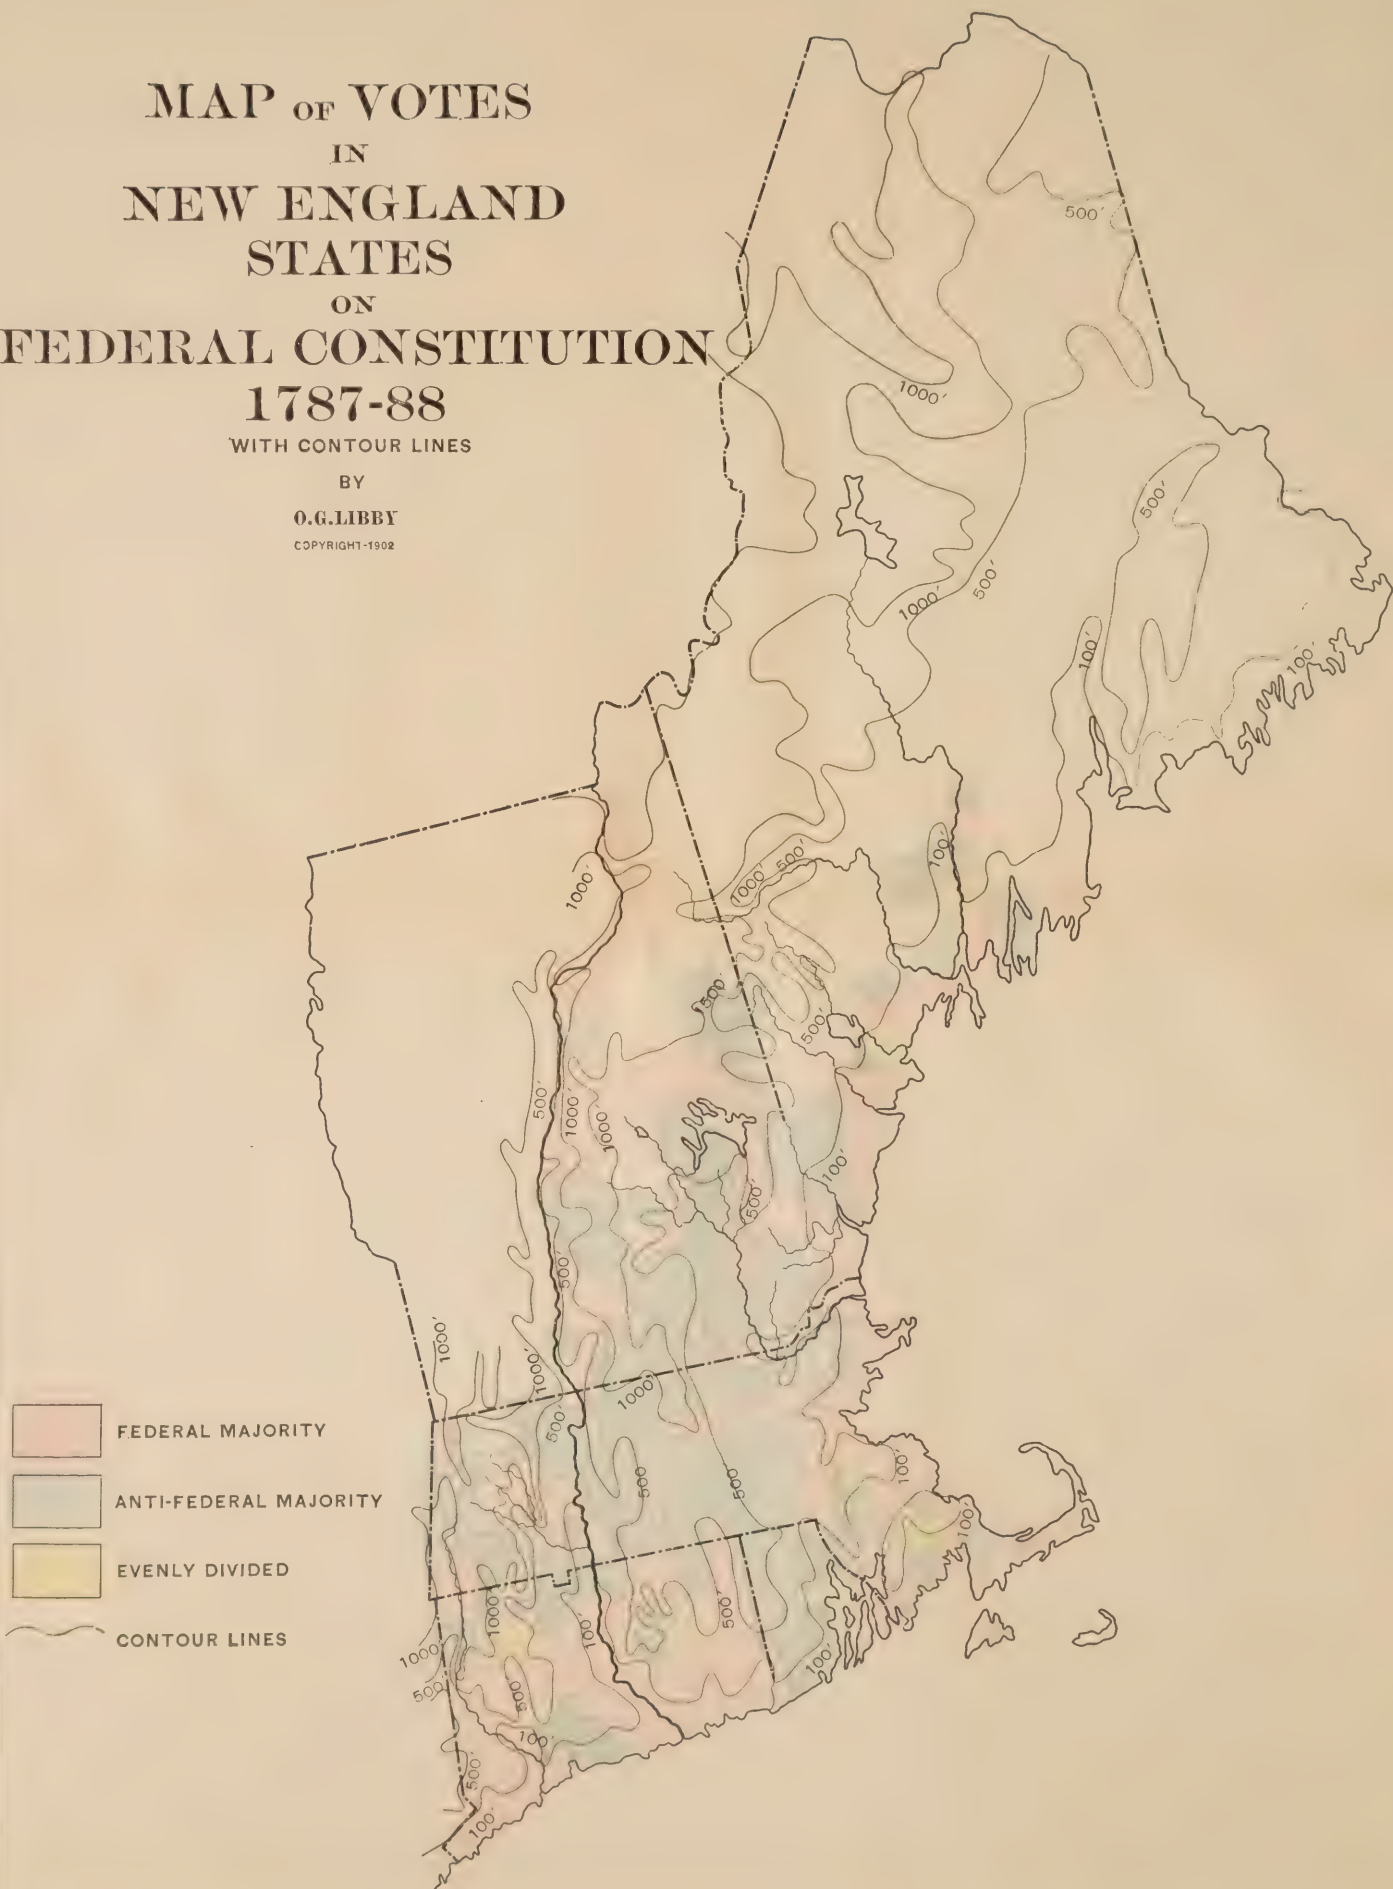 MAP OF VOTES
IN
NEW ENGLAND
STATES
ON
FEDERAL CONSTITUTION
1787-88
WITH CONTOUR LINES
BY
O.G.LIBBY
COPYRIGHT-1902
500'
1000'
500'
1000'
500'
100'
100'
1000'
1000'
500'
100'
1500'
500'
500'
1000'
1000'
100'
500'
500'
1000'
1000'
1000'
500'
500
500
100'
100'
FEDERAL MAJORITY
ANTI-FEDERAL MAJORITY
EVENLY DIVIDED
CONTOUR LINES
1000'
100'
500'
100'
1000'
500'
500'
100'
500'
100'